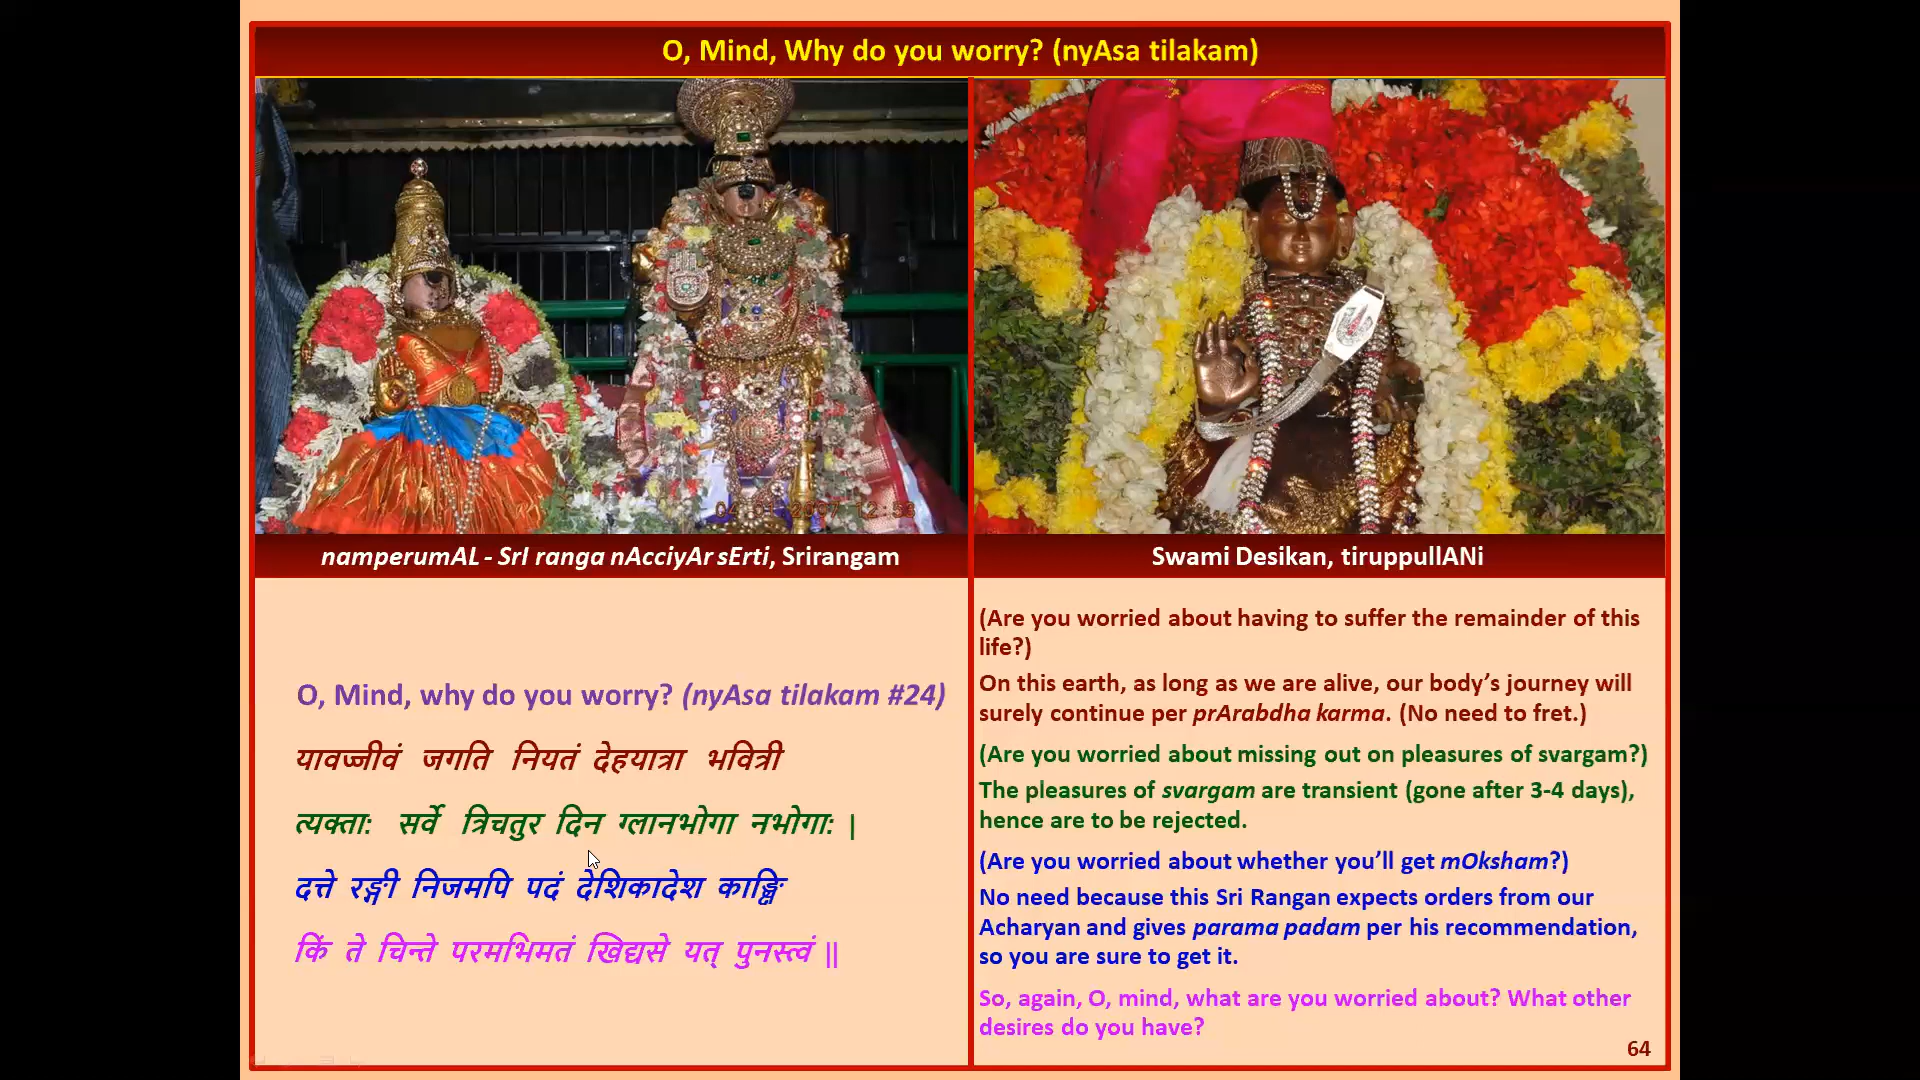 O, Mind, Why do you worry? (nyAsa tilakam)
04 01 2007 12:53
namperumAL - SrI ranga nAcciyAr sErti, Srirangam
Swami Desikan, tiruppullANi
O, Mind, why do you worry? (nyAsa tilakam #24)
यावज्जीवं जगति नियतं देहयात्रा भवित्री
त्यक्ताः सर्वे त्रिचतुर दिन ग्लानभोगा नभोगाः |
दत्ते रङ्गी निजमपि पदं देशिकादेश काङ्क्षि
किं ते चिन्ते परमभिमतं खिद्यसे यत् पुनस्त्वं ||
(Are you worried about having to suffer the remainder of this
life?)
On this earth, as long as we are alive, our body’s journey will
surely continue per prArabdha karma. (No need to fret.)
(Are you worried about missing out on pleasures of svargam?)
The pleasures of svargam are transient (gone after 3-4 days),
hence are to be rejected.
(Are you worried about whether you’ll get mOksham?)
No need because this Sri Rangan expects orders from our
Acharyan and gives parama padam per his recommendation,
so you are sure to get it.
So, again, O, mind, what are you worried about? What other
desires do you have?
64